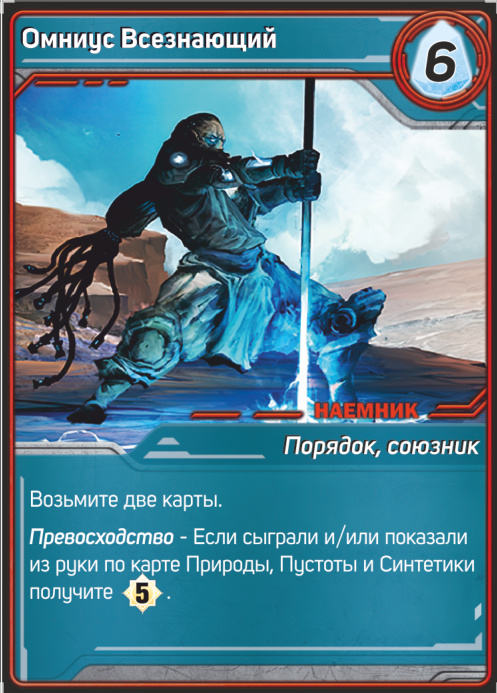 Омниус Всезнающий
6
НАЕМНИК
Порядок, союзник
Возьмите две карты.
Превосходство - Если сыграли и/или показали
из руки по карте Природы, Пустоты и Синтетики
получите 5 .